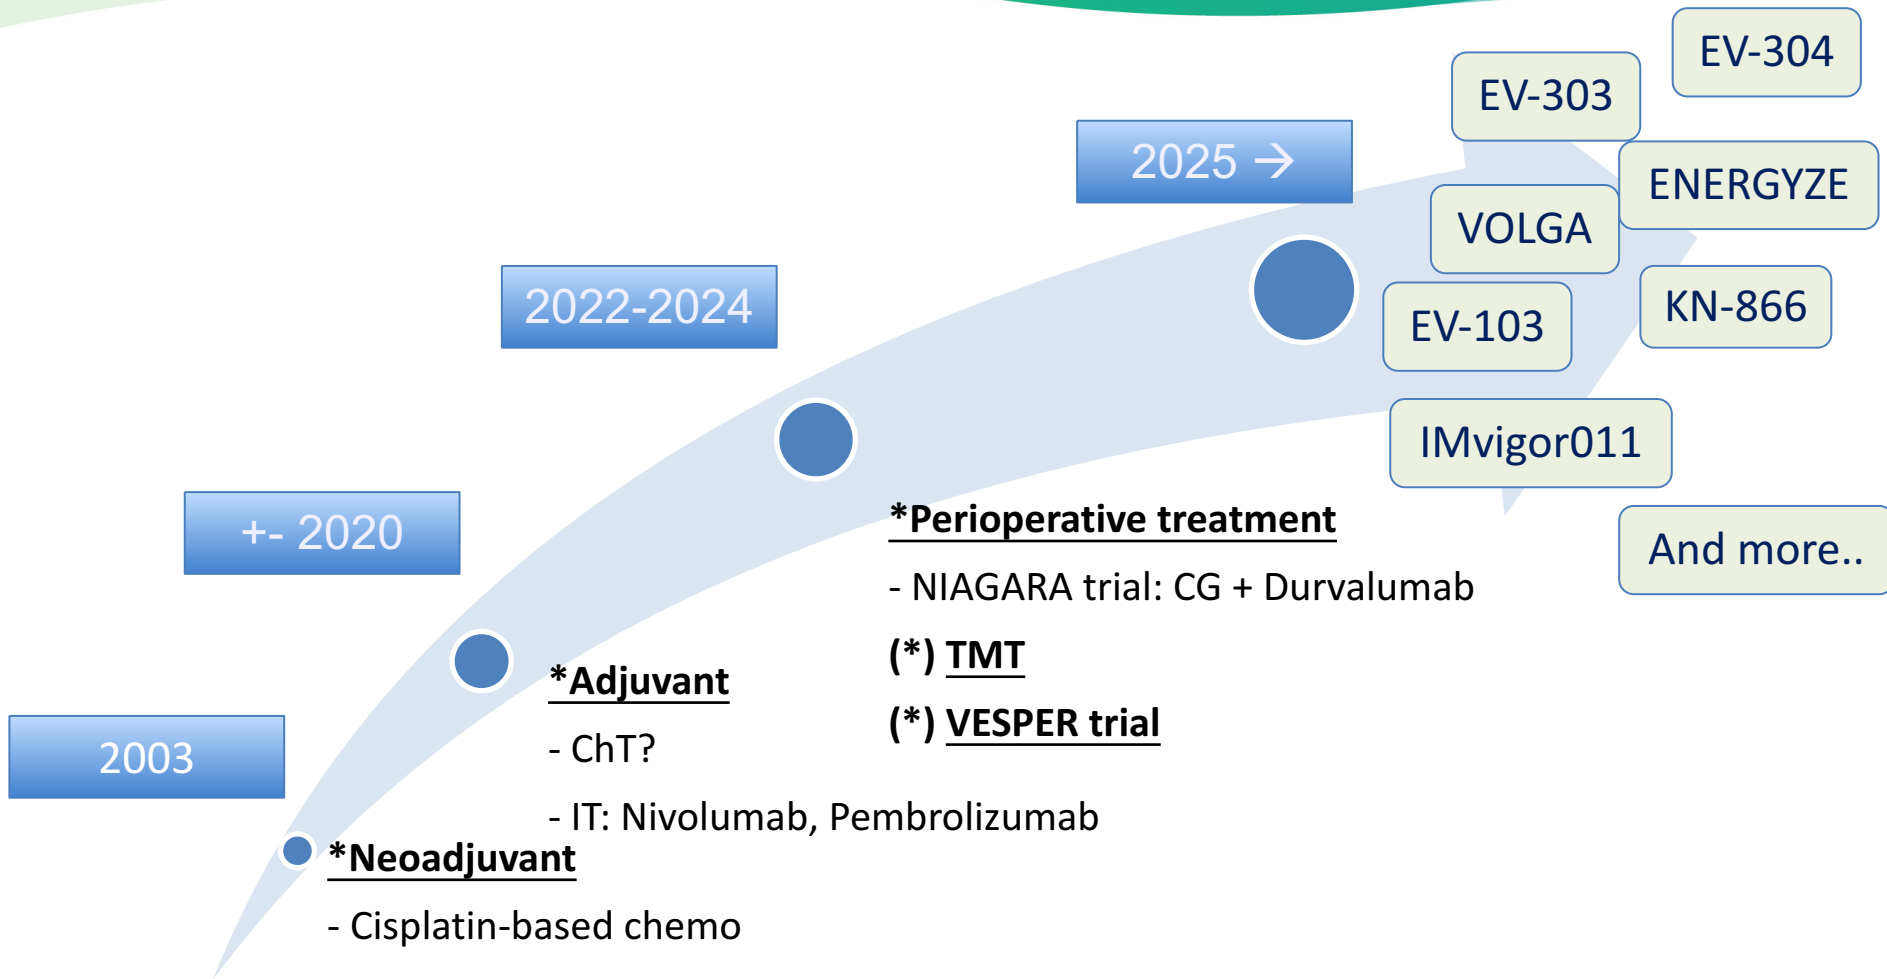 2003
*Neoadjuvant
- Cisplatin-based chemo
+- 2020
*Adjuvant
- ChT?
- IT: Nivolumab, Pembrolizumab
2022-2024
*Perioperative treatment
- NIAGARA trial: CG + Durvalumab
(*) TMT
(*) VESPER trial
2025 →
EV-304
EV-303
ENERGYZE
VOLGA
KN-866
EV-103
IMvigor011
And more..